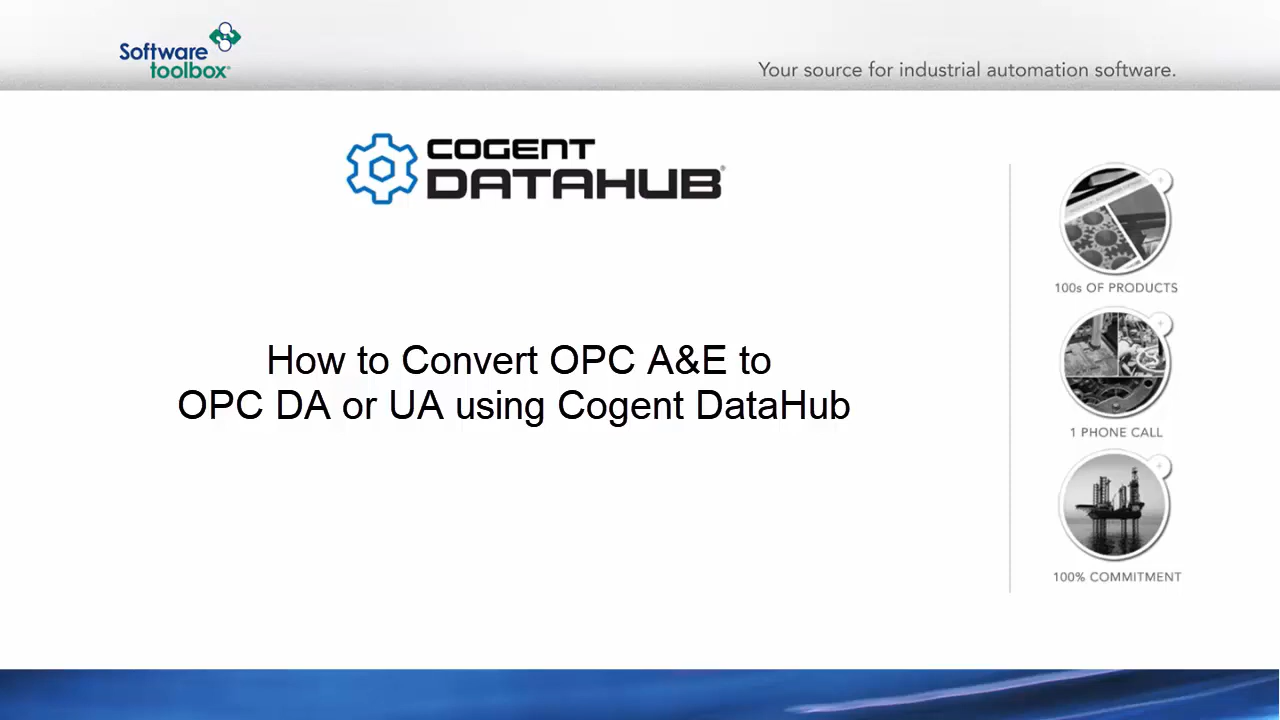 Software
toolbox®
Your source for industrial automation software.
COGENT
DATAHUB®
How to Convert OPC A&E to
OPC DA or UA using Cogent DataHub
100s OF PRODUCTS
1 PHONE CALL
100% COMMITMENT